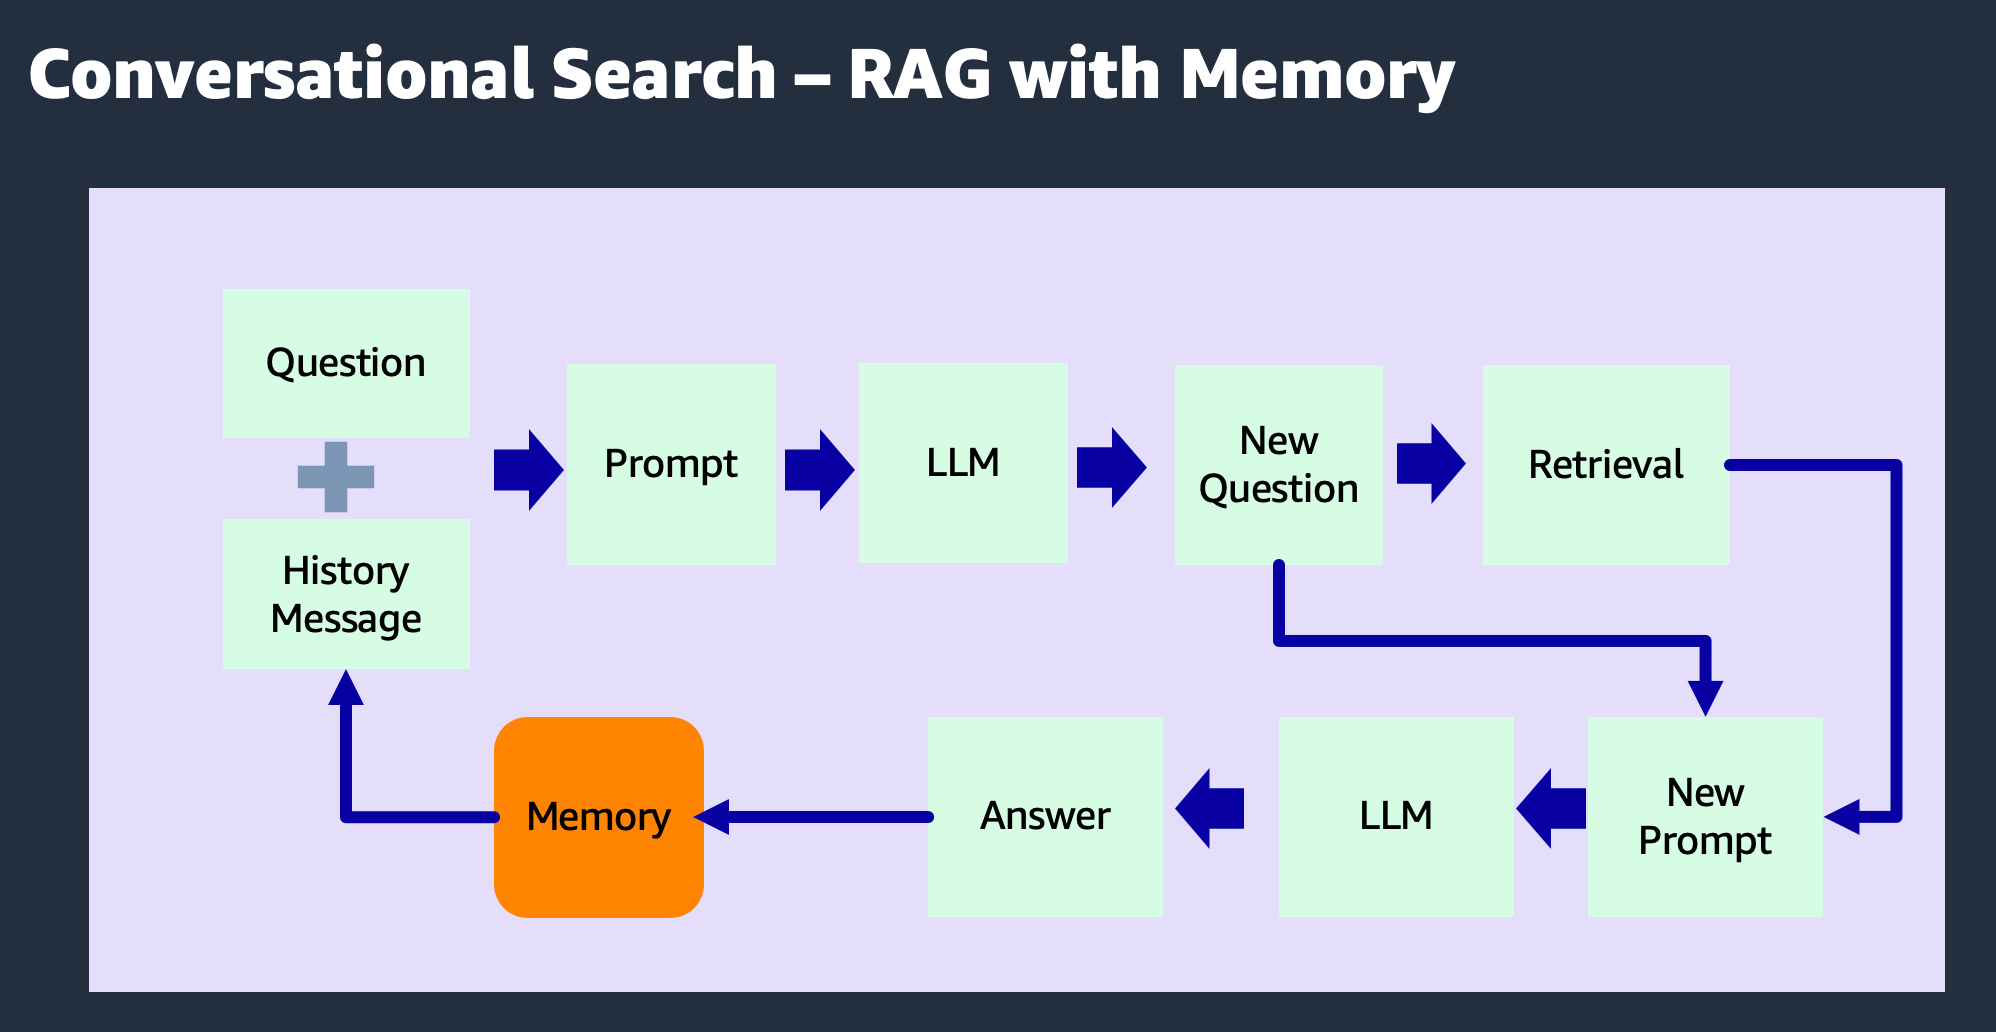 Conversational Search – RAG with Memory
Question
History
Message
Prompt
LLM
New
Question
Retrieval
New
Prompt
LLM
Answer
Memory